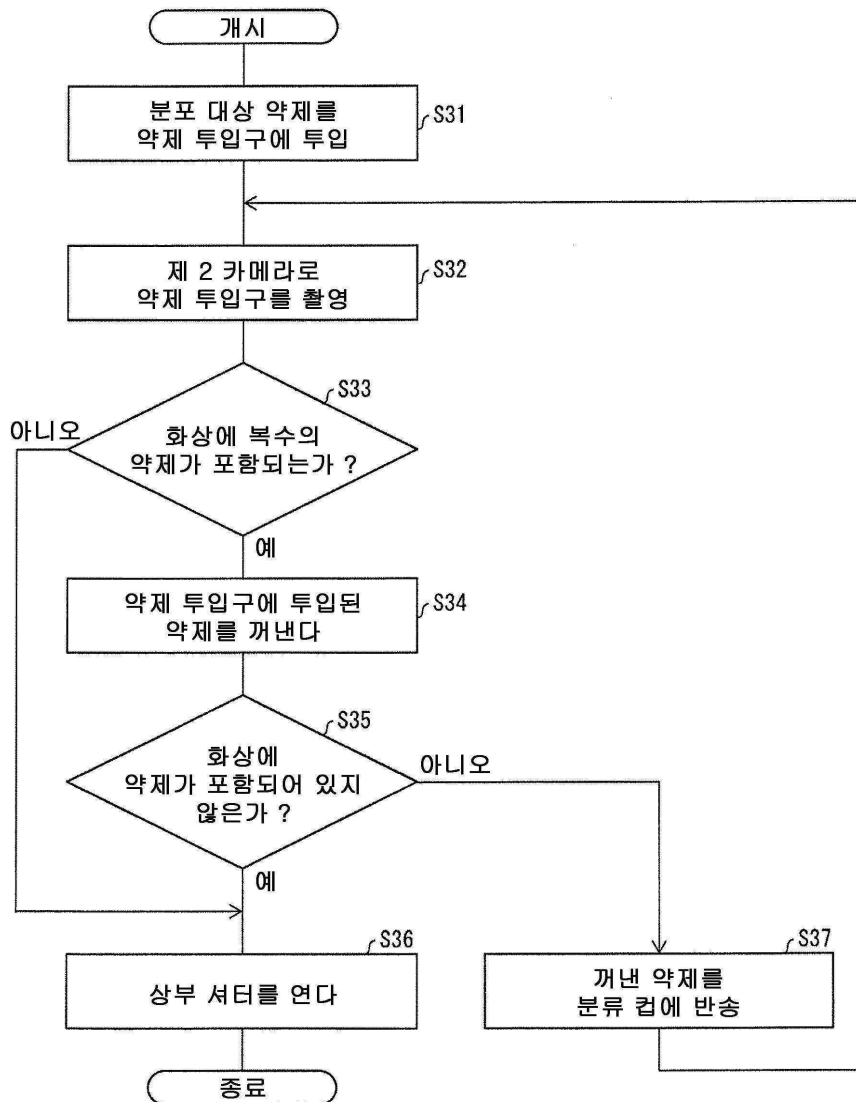 개시
분포 대상 약제를
약제 투입구에 투입
S31
제 2 카메라로
약제 투입구를 촬영
S32
S33
아니오
화상에 복수의
약제가 포함되는가 ?
예
약제 투입구에 투입된
약제를 꺼낸다
S34
S35
화상에
약제가 포함되어 있지
않은가 ?
아니오
예
S36
상부 셔터를 연다
S37
꺼낸 약제를
분류 컵에 반송
종료